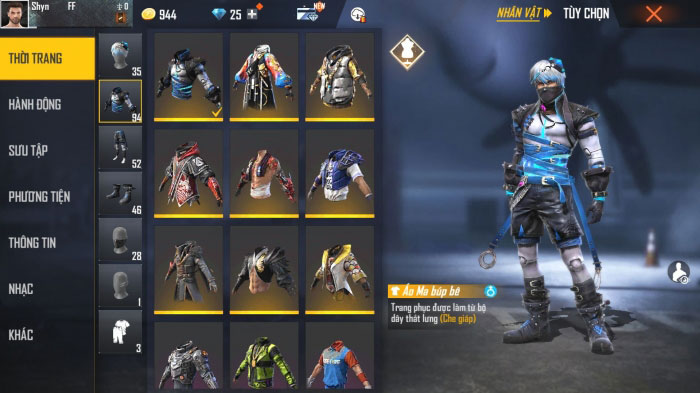 Shyn FF 0
944
25
NEW
NHÂN VẬT
TÙY CHỌN
THỜI TRANG
HÀNH ĐỘNG
SƯU TẬP
PHƯƠNG TIỆN
THÔNG TIN
NHẠC
KHÁC
35
94
52
46
28
1
3
Áo Ma búp bê
Trang phục được làm từ bộ
dây thắt lưng (Che giáp)